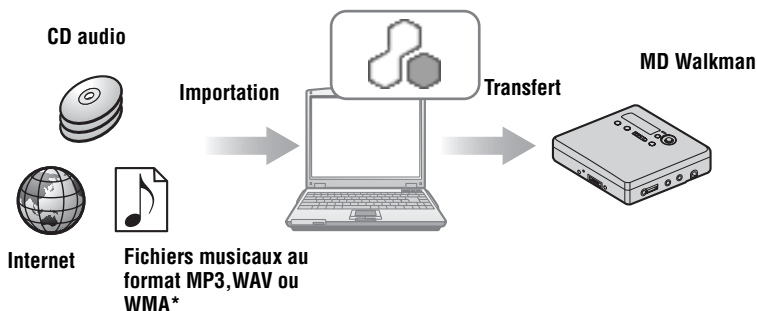 CD audio
Importation
Transfert
MD Walkman
Internet
Fichiers musicaux au
format MP3,WAV ou
WMA*